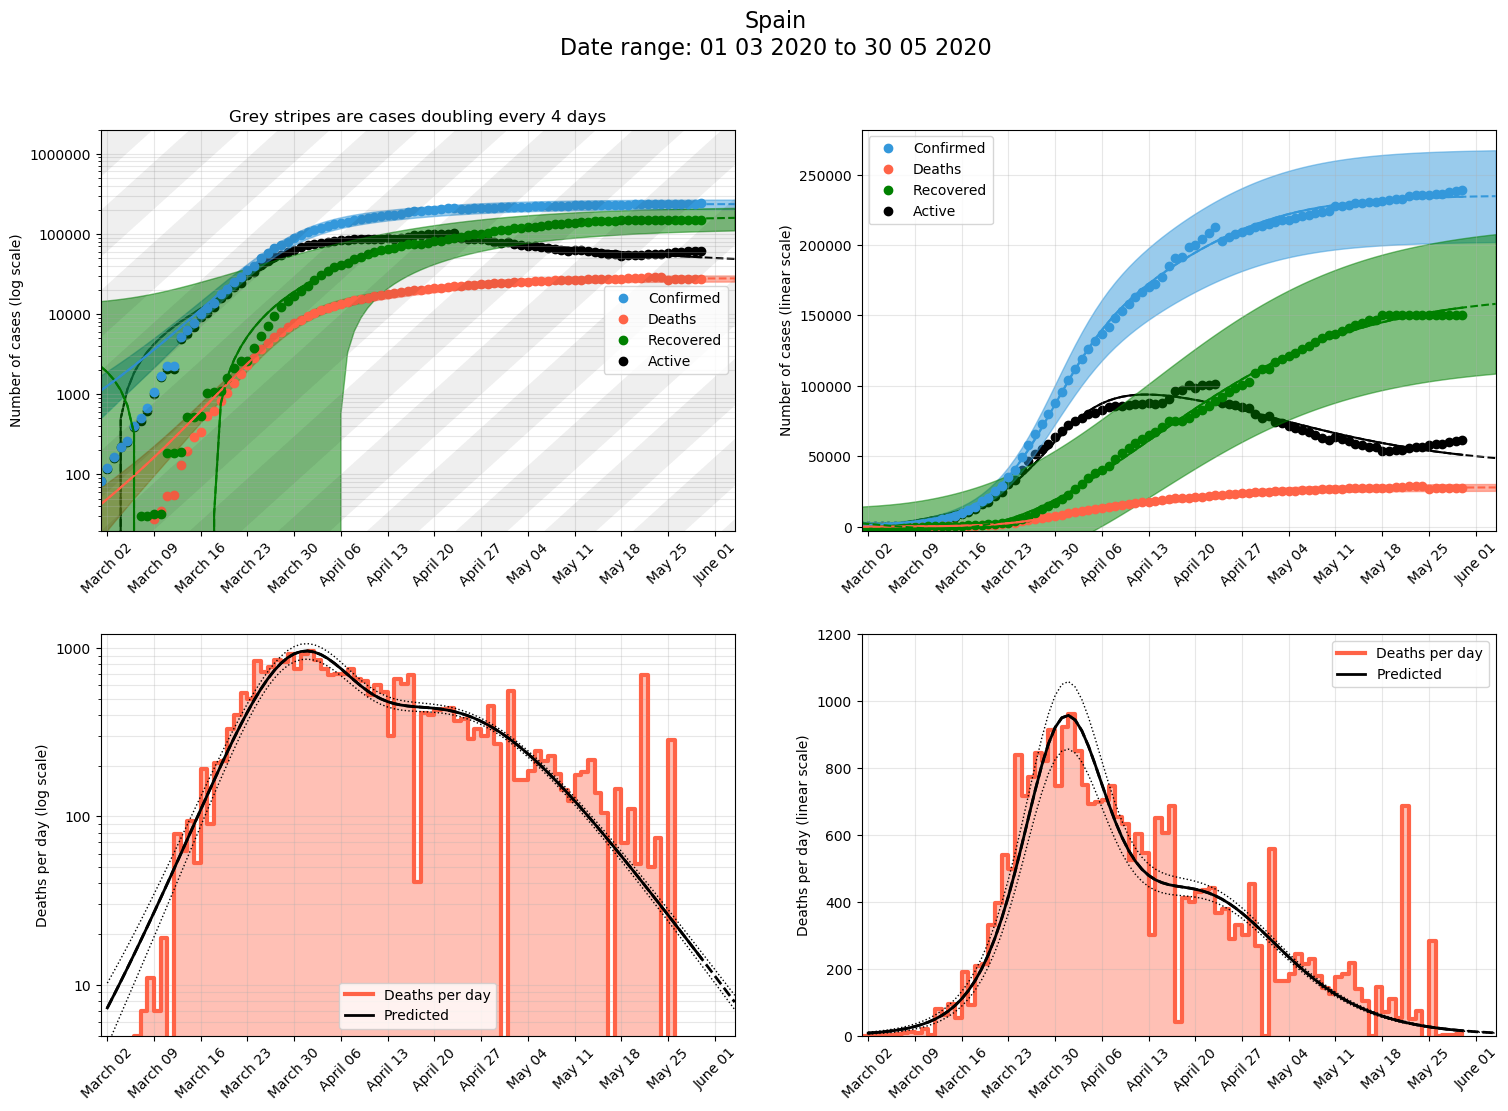 Spain
Date range: 01 03 2020 to 30 05 2020
Grey stripes are cases doubling every 4 days
Number of cases (log scale)
1000000
100000
10000
1000
100
Confirmed
Deaths
Recovered
Active
March 02
March 09
March 16
March 23
March 30
April 06
April 13
April 20
April 27
May 04
May 11
May 18
May 25
June 01
Number of cases (linear scale)
250000
200000
150000
100000
50000
0
Confirmed
Deaths
Recovered
Active
March 02
March 09
March 16
March 23
March 30
April 06
April 13
April 20
April 27
May 04
May 11
May 18
May 25
June 01
Deaths per day (log scale)
1000
100
10
Deaths per day
Predicted
March 02
March 09
March 16
March 23
March 30
April 06
April 13
April 20
April 27
May 04
May 11
May 18
May 25
June 01
Deaths per day (linear scale)
1200
1000
800
600
400
200
0
Deaths per day
Predicted
March 02
March 09
March 16
March 23
March 30
April 06
April 13
April 20
April 27
May 04
May 11
May 18
May 25
June 01